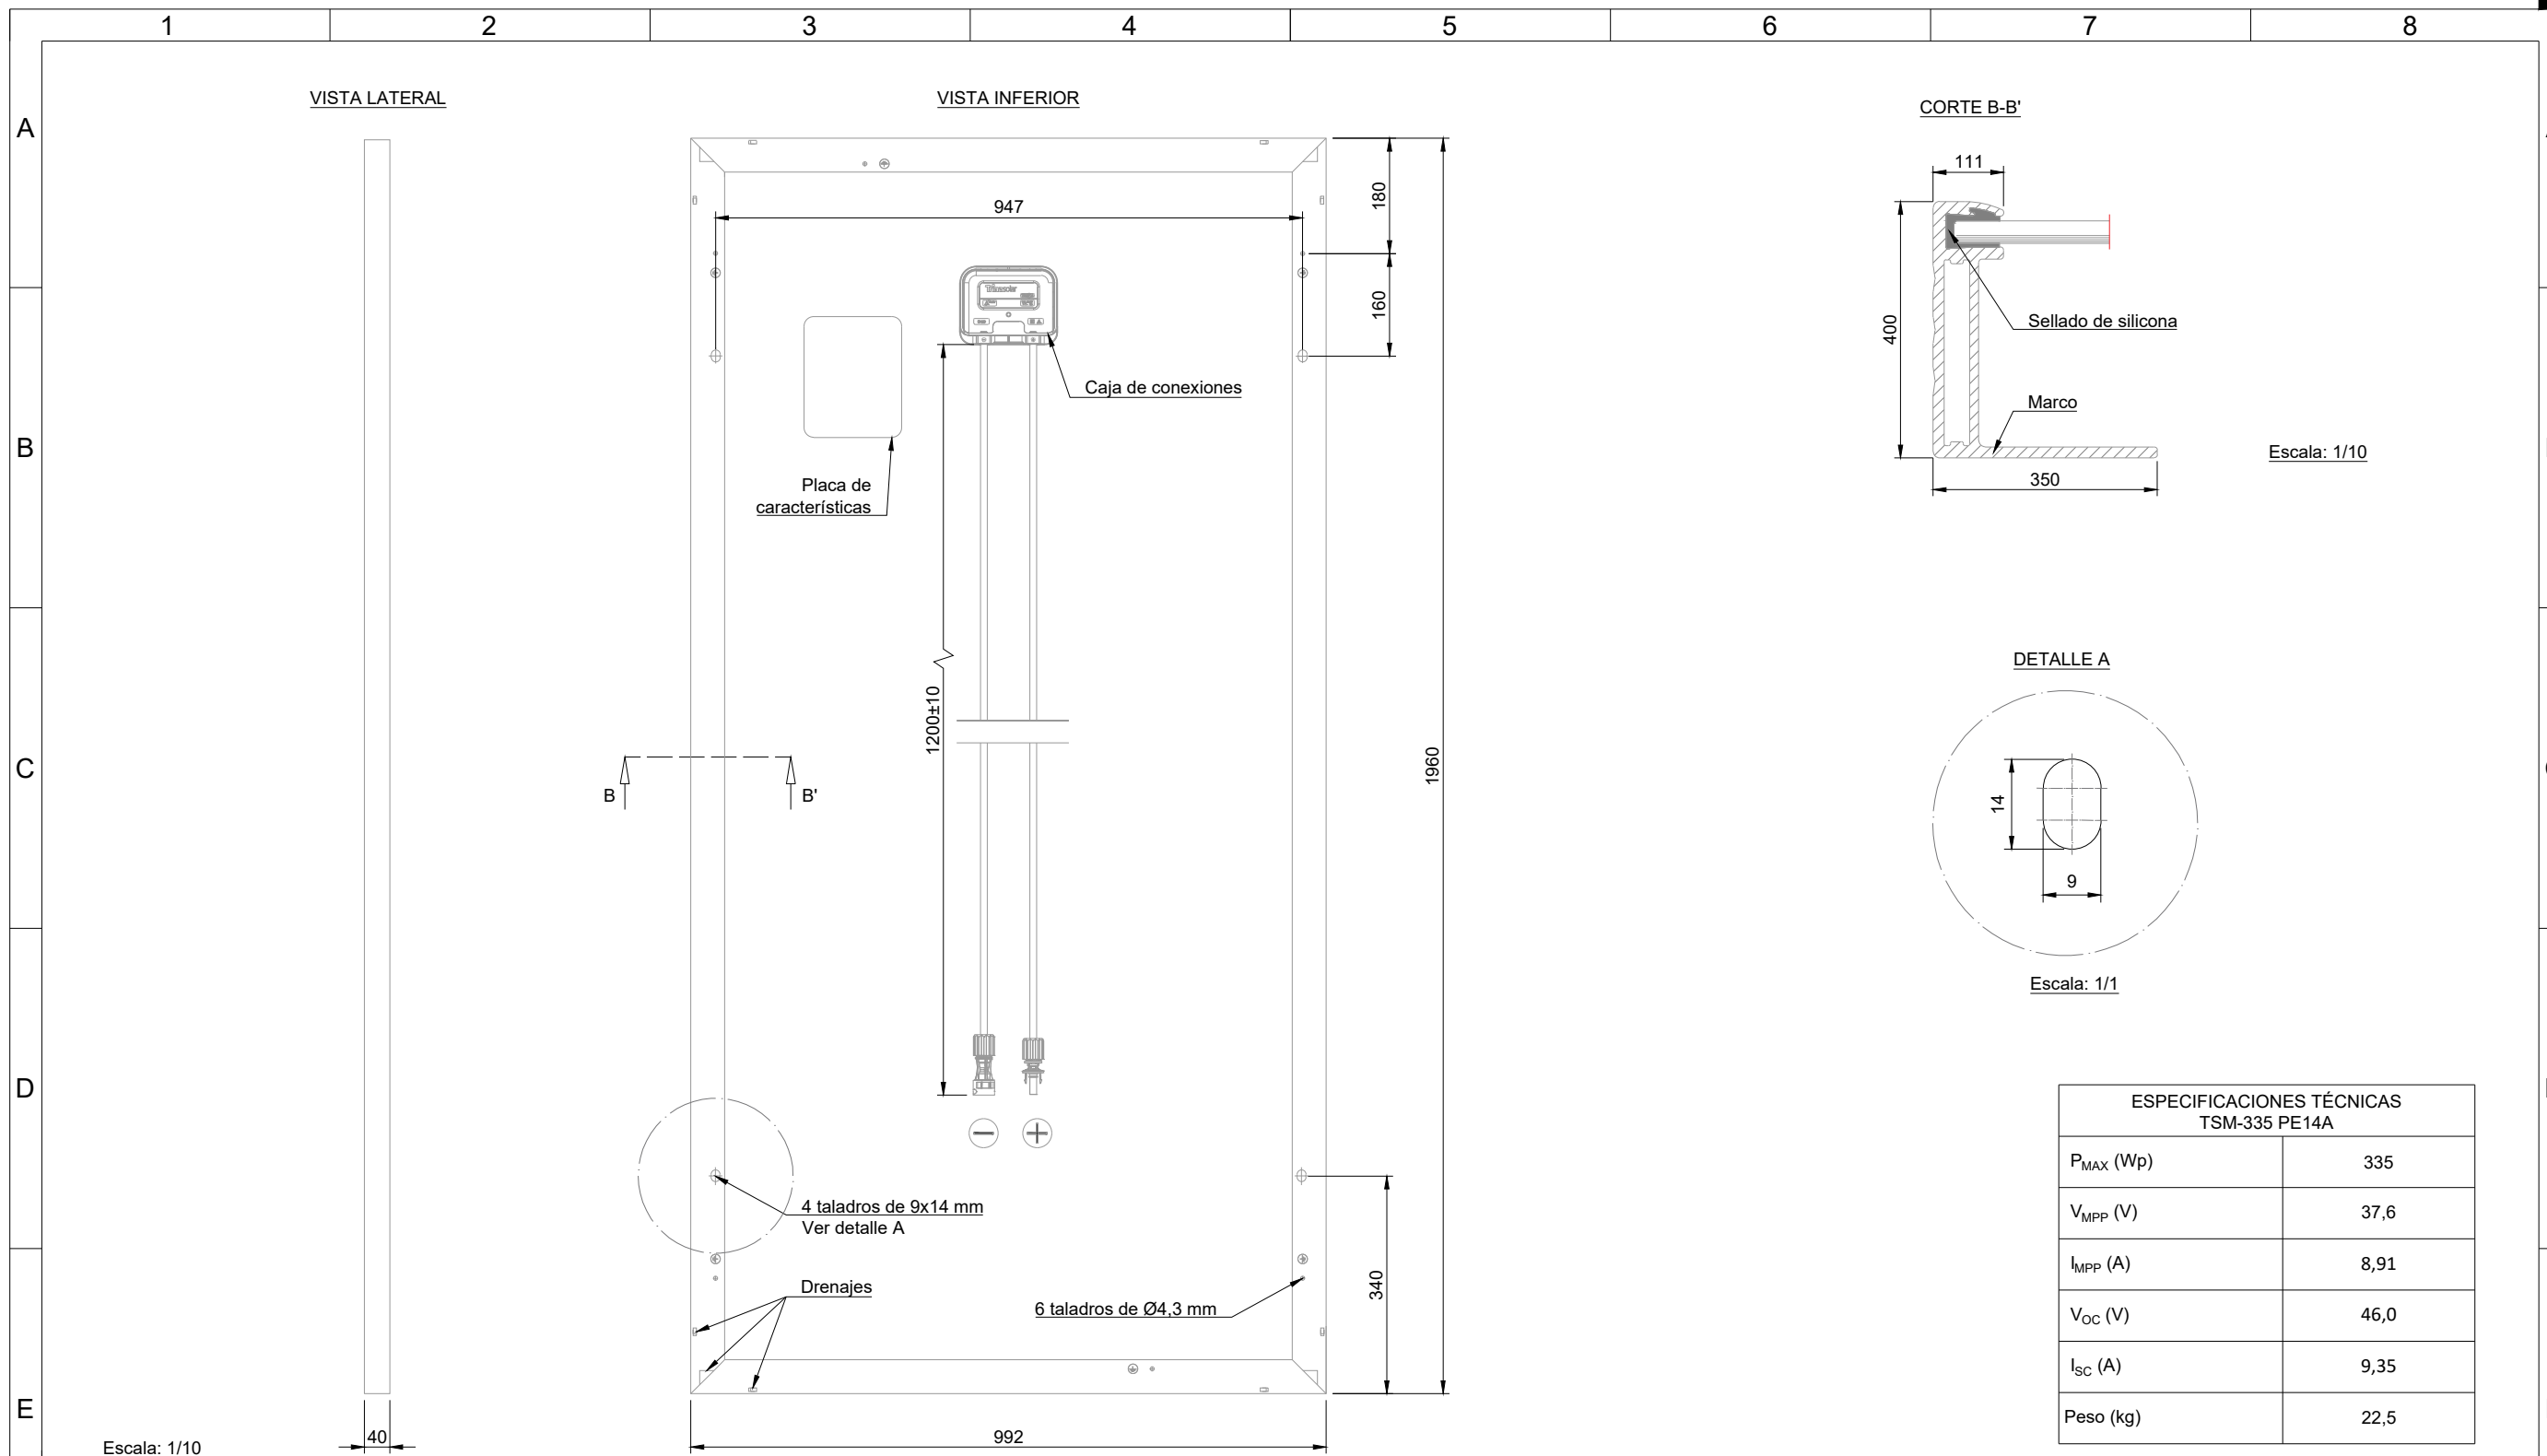 1 2 3 4 5 6 7 8
A
B
C
D
E
VISTA LATERAL
40
Escala: 1/10
VISTA INFERIOR
947
180
160
Trinasolar
Caja de conexiones
Placa de
características
1200±10
1960
B
B'
4 taladros de 9x14 mm
Ver detalle A
Drenajes
6 taladros de Ø4,3 mm
340
992
CORTE B-B'
111
400
Sellado de silicona
Marco
350
Escala: 1/10
DETALLE A
14
9
Escala: 1/1
ESPECIFICACIONES TÉCNICAS
TSM-335 PE14A
PMAX (Wp) 335
VMPP (V) 37,6
IMPP (A) 8,91
VOC (V) 46,0
ISC (A) 9,35
Peso (kg) 22,5